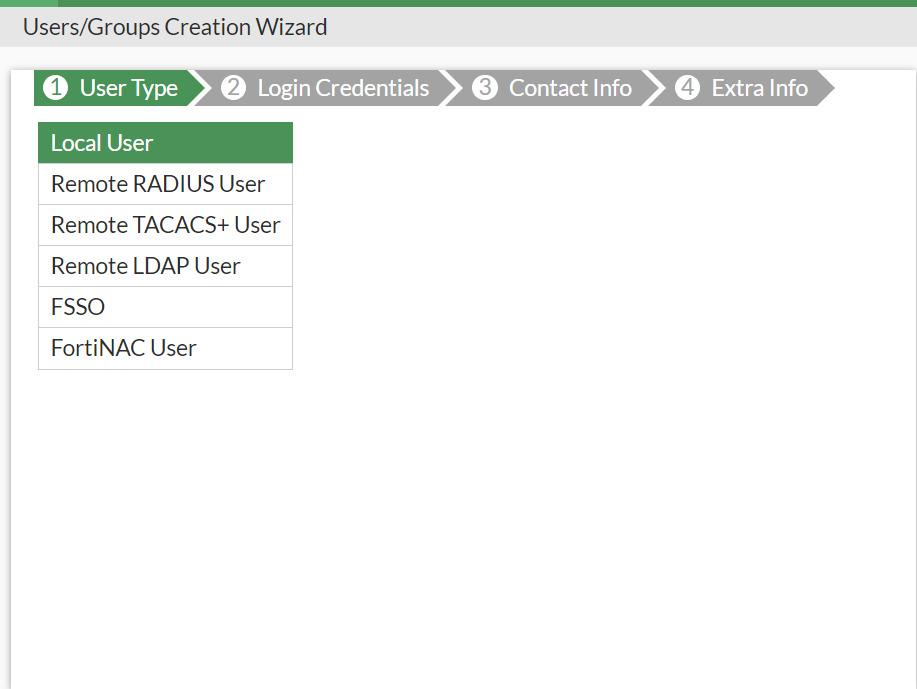 Users/Groups Creation Wizard
1 User Type 2 Login Credentials 3 Contact Info 4 Extra Info
Local User
Remote RADIUS User
Remote TACACS+ User
Remote LDAP User
FSSO
FortiNAC User